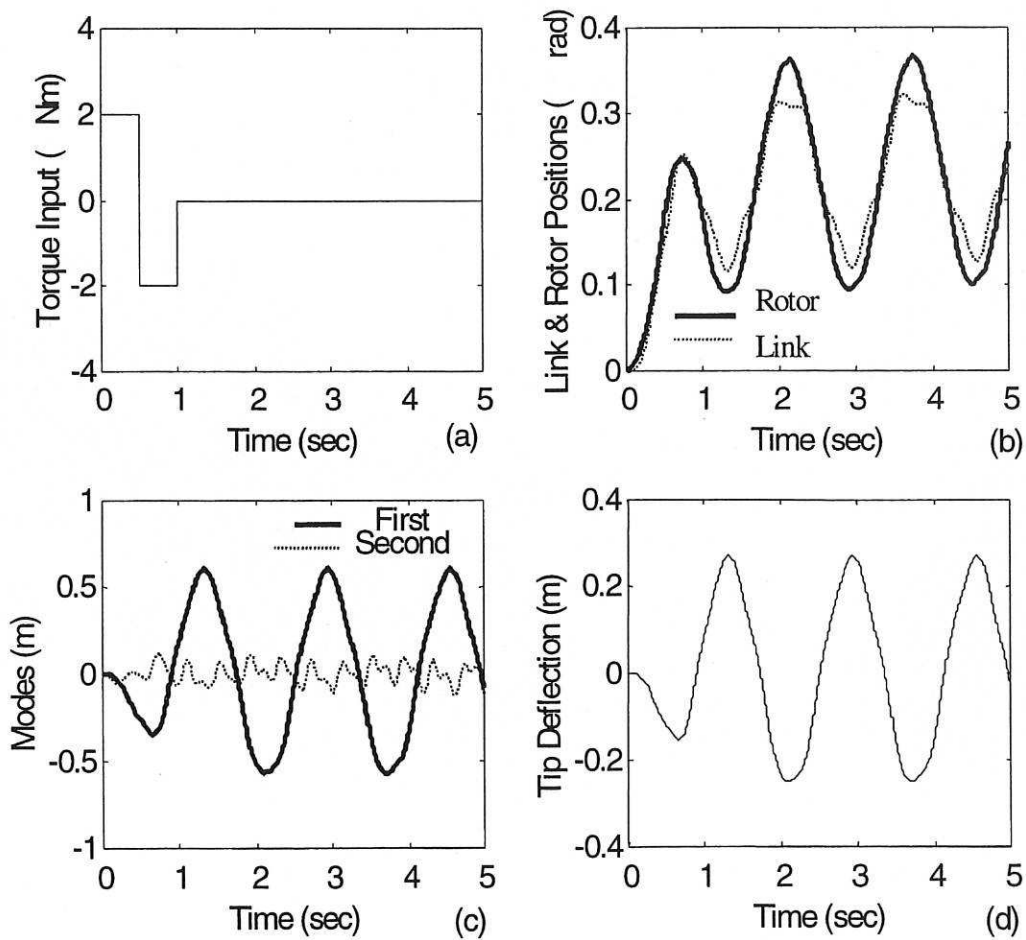 4
2
0
-2
-4
0 1 2 3 4 5
Torque Input ( Nm)
Time (sec)
(a)
0.4
0.3
0.2
0.1
0
0 1 2 3 4 5
Link & Rotor Positions ( rad)
Rotor
Link
Time (sec)
(b)
1
0.5
0
-0.5
-1
0 1 2 3 4 5
Modes (m)
First
Second
Time (sec)
(c)
0.4
0.2
0
-0.2
-0.4
0 1 2 3 4 5
Tip Deflection (m)
Time (sec)
(d)